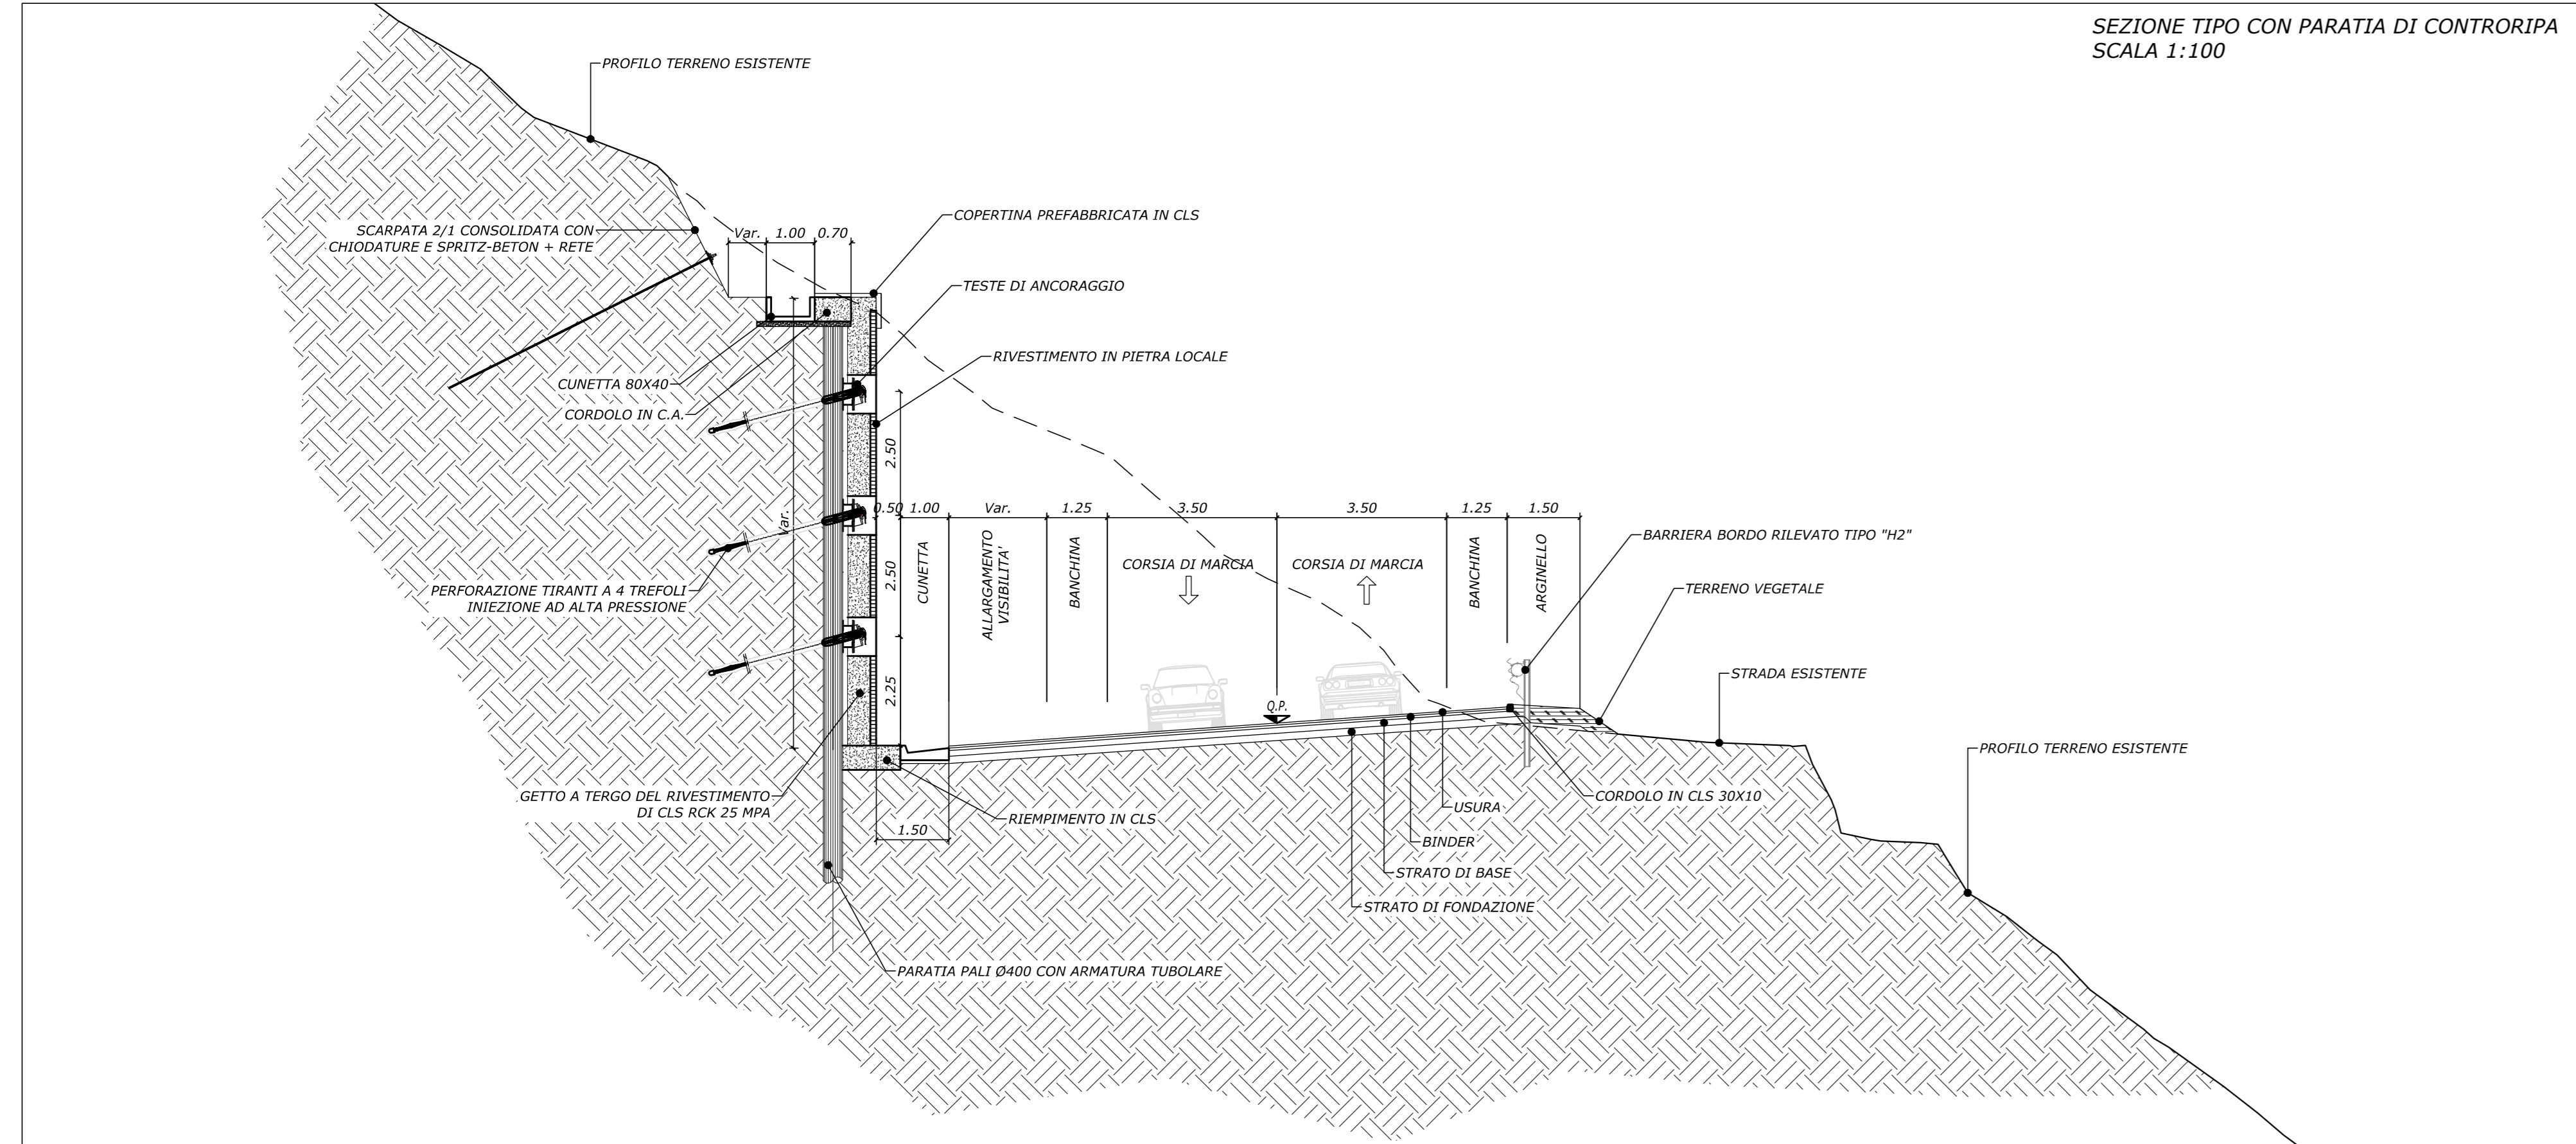 SEZIONE TIPO CON PARATIA DI CONTRORIPA
SCALA 1:100
PROFILO TERRENO ESISTENTE
COPERTINA PREFABBRICATA IN CLS
SCARPATA 2/1 CONSOLIDATA CON
CHIODATURE E SPRITZ-BETON + RETE
Var. 1.00 0.70
TESTE DI ANCORAGGIO
RIVESTIMENTO IN PIETRA LOCALE
CUNETTA 80X40
CORDOLO IN C.A.
2.50
Var.
0.50 1.00 Var. 1.25 3.50 3.50 1.25 1.50
BARRIERA BORDO RILEVATO TIPO "H2"
CUNETTA
ALLARGAMENTO
VISIBILITA'
BANCHINA
CORSIA DI MARCIA
CORSIA DI MARCIA
BANCHINA
ARGINELLO
2.50
PERFORAZIONE TIRANTI A 4 TREFOLI
INIEZIONE AD ALTA PRESSIONE
TERRENO VEGETALE
STRADA ESISTENTE
2.25
Q.P.
PROFILO TERRENO ESISTENTE
GETTO A TERGO DEL RIVESTIMENTO
DI CLS RCK 25 MPA
CORDOLO IN CLS 30X10
USURA
RIEMPIMENTO IN CLS
1.50
BINDER
STRATO DI BASE
STRATO DI FONDAZIONE
PARATIA PALI Ø400 CON ARMATURA TUBOLARE